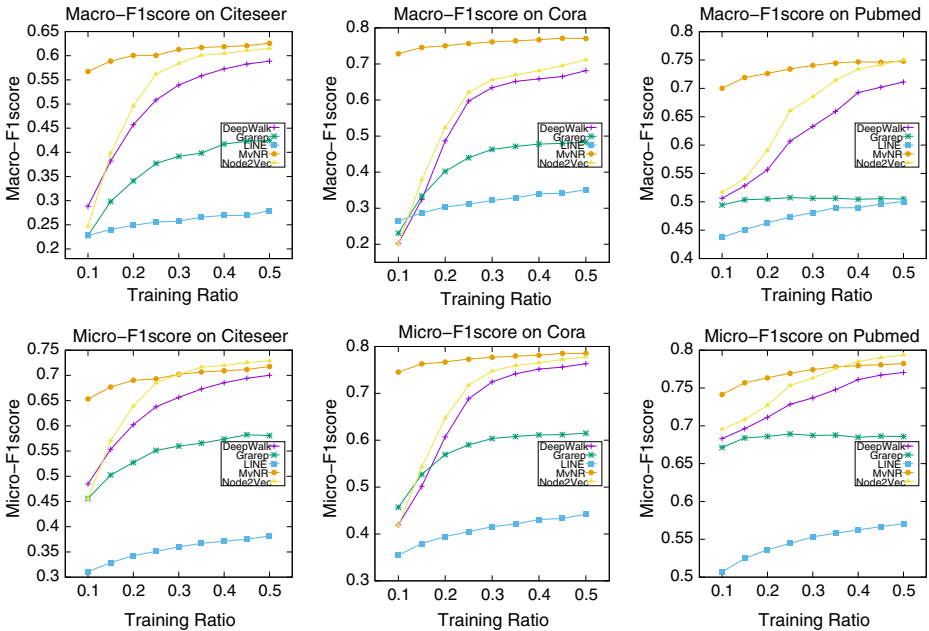 Macro−F1score on Citeseer
Macro−F1score
0.65
0.6
0.55
0.5
0.45
0.4
0.35
0.3
0.25
0.2
DeepWalk
Grarep
LINE
MvNR
Node2Vec
0.1 0.2 0.3 0.4 0.5
Training Ratio
Macro−F1score on Cora
Macro−F1score
0.8
0.7
0.6
0.5
0.4
0.3
0.2
DeepWalk
Grarep
LINE
MvNR
Node2Vec
0.1 0.2 0.3 0.4 0.5
Training Ratio
Macro−F1score on Pubmed
Macro−F1score
0.8
0.75
0.7
0.65
0.6
0.55
0.5
0.45
0.4
DeepWalk
Grarep
LINE
MvNR
Node2Vec
0.1 0.2 0.3 0.4 0.5
Training Ratio
Micro−F1score on Citeseer
Micro−F1score
0.75
0.7
0.65
0.6
0.55
0.5
0.45
0.4
0.35
0.3
DeepWalk
Grarep
LINE
MvNR
Node2Vec
0.1 0.2 0.3 0.4 0.5
Training Ratio
Micro−F1score on Cora
Micro−F1score
0.8
0.7
0.6
0.5
0.4
0.3
DeepWalk
Grarep
LINE
MvNR
Node2Vec
0.1 0.2 0.3 0.4 0.5
Training Ratio
Micro−F1score on Pubmed
Micro−F1score
0.8
0.75
0.7
0.65
0.6
0.55
0.5
DeepWalk
Grarep
LINE
MvNR
Node2Vec
0.1 0.2 0.3 0.4 0.5
Training Ratio